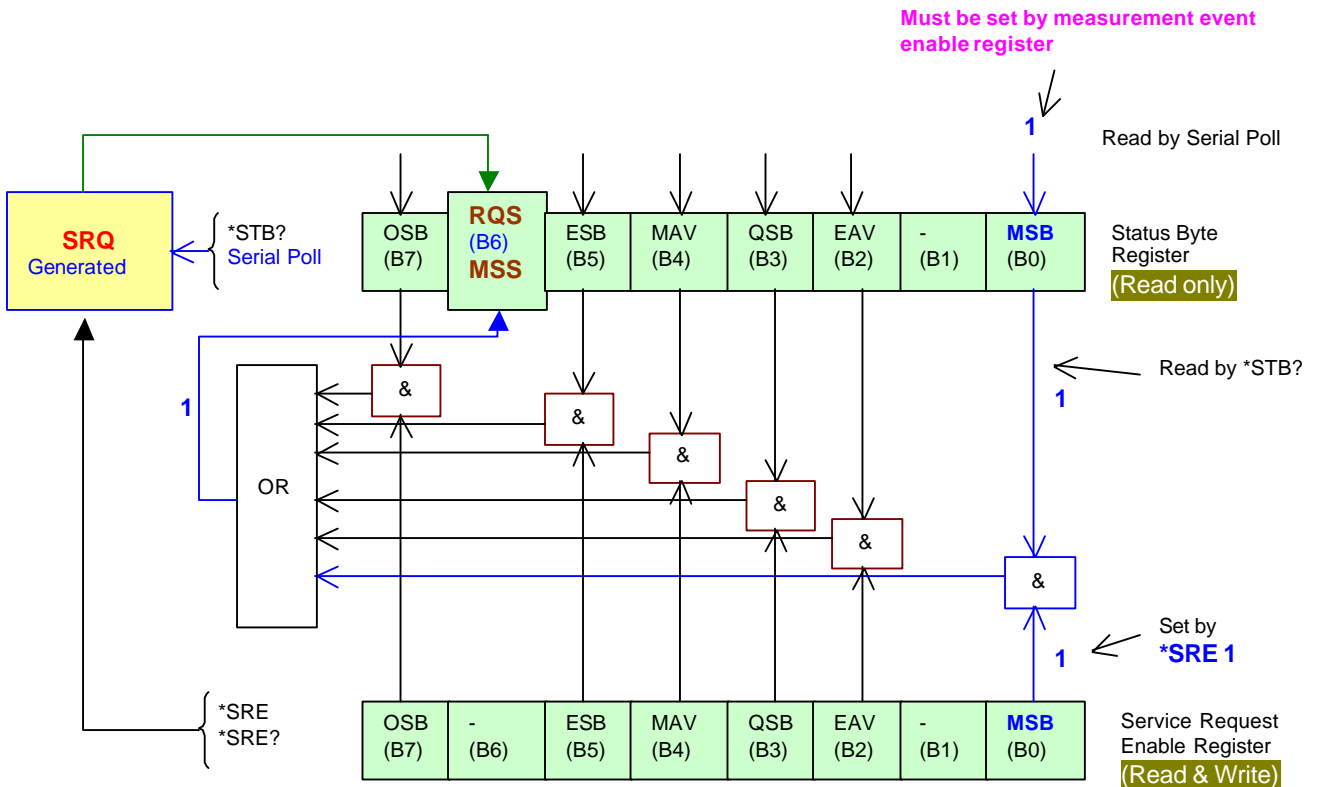 Must be set by measurement event
enable register
1
Read by Serial Poll
SRQ
Generated
*STB?
Serial Poll
OSB
(B7)
RQS
(B6)
MSS
ESB
(B5)
MAV
(B4)
QSB
(B3)
EAV
(B2)
-
(B1)
MSB
(B0)
Status Byte
Register
(Read only)
&
Read by *STB?
1
1
&
&
OR
&
&
&
Set by
*SRE 1
1
*SRE
*SRE?
OSB
(B7)
-
(B6)
ESB
(B5)
MAV
(B4)
QSB
(B3)
EAV
(B2)
-
(B1)
MSB
(B0)
Service Request
Enable Register
(Read & Write)